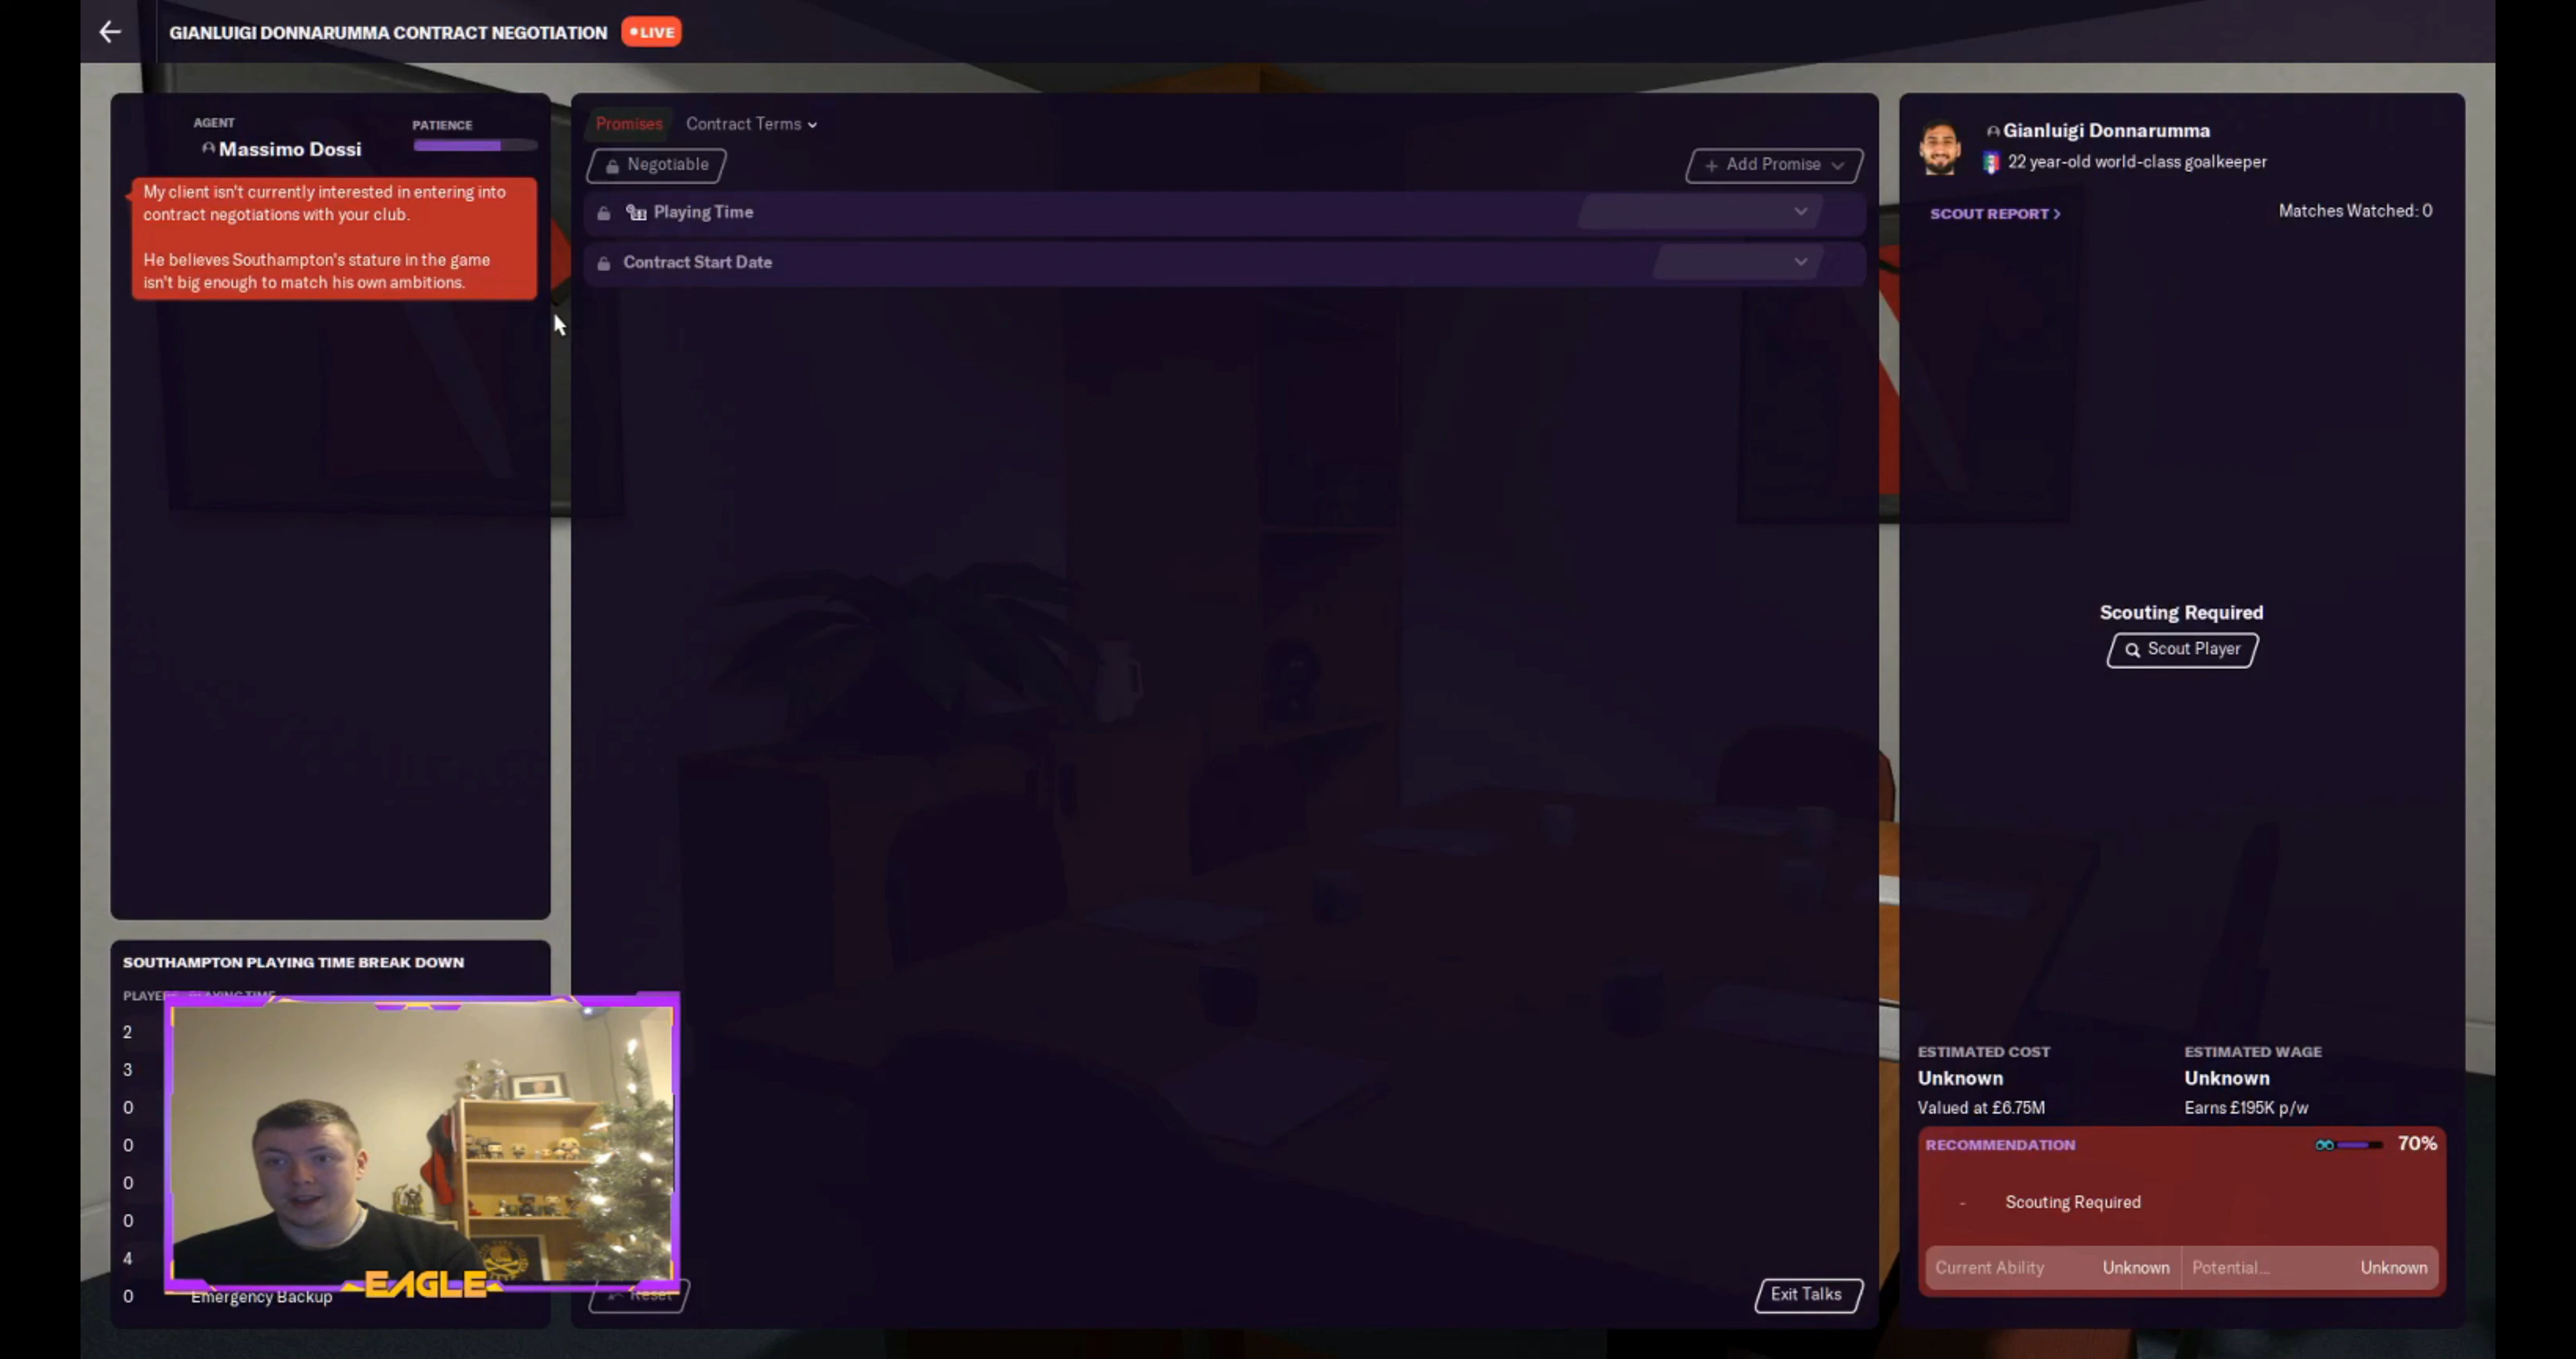 GIANLUIGI DONNARUMMA CONTRACT NEGOTIATION
LIVE
AGENT
Massimo Dossi
PATIENCE
My client isn't currently interested in entering into
contract negotiations with your club.
He believes Southampton's stature in the game
isn't big enough to match his own ambitions.
SOUTHAMPTON PLAYING TIME BREAK DOWN
PLAYERS PLAYING TIME
2
3
0
0
0
0
4
0 Emergency Backup
EAGLE
Promises Contract Terms
Negotiable
Add Promise
Playing Time
Contract Start Date
Reset
Exit Talks
Gianluigi Donnarumma
22 year-old world-class goalkeeper
SCOUT REPORT >
Matches Watched: 0
Scouting Required
Scout Player
ESTIMATED COST
Unknown
Valued at £6.75M
ESTIMATED WAGE
Unknown
Earns £195K p/w
RECOMMENDATION
70%
- Scouting Required
Current Ability Unknown
Potential... Unknown